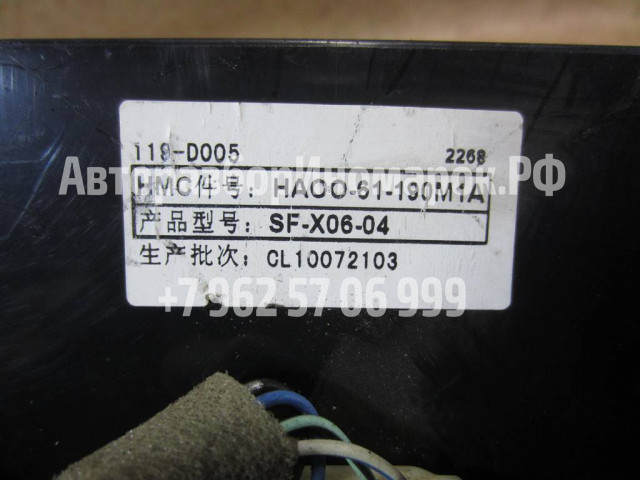 119-D005 2268
АвторазборИномарок.РФ
HMC件号: HAOO-61-190M1A
产品型号: SF-X06-04
生产批次: CL10072103
+7 962 57 06 999